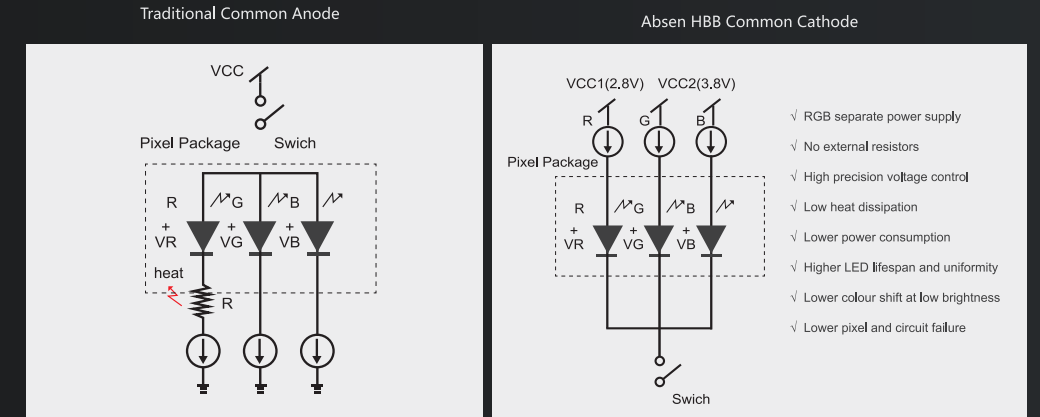 Traditional Common Anode
VCC
Pixel Package Swich
R G B
+ + +
VR VG VB
heat
R
Absen HBB Common Cathode
VCC1(2.8V) VCC2(3.8V)
R G B
Pixel Package
R G B
+ + +
VR VG VB
Swich
√ RGB separate power supply
√ No external resistors
√ High precision voltage control
√ Low heat dissipation
√ Lower power consumption
√ Higher LED lifespan and uniformity
√ Lower colour shift at low brightness
√ Lower pixel and circuit failure